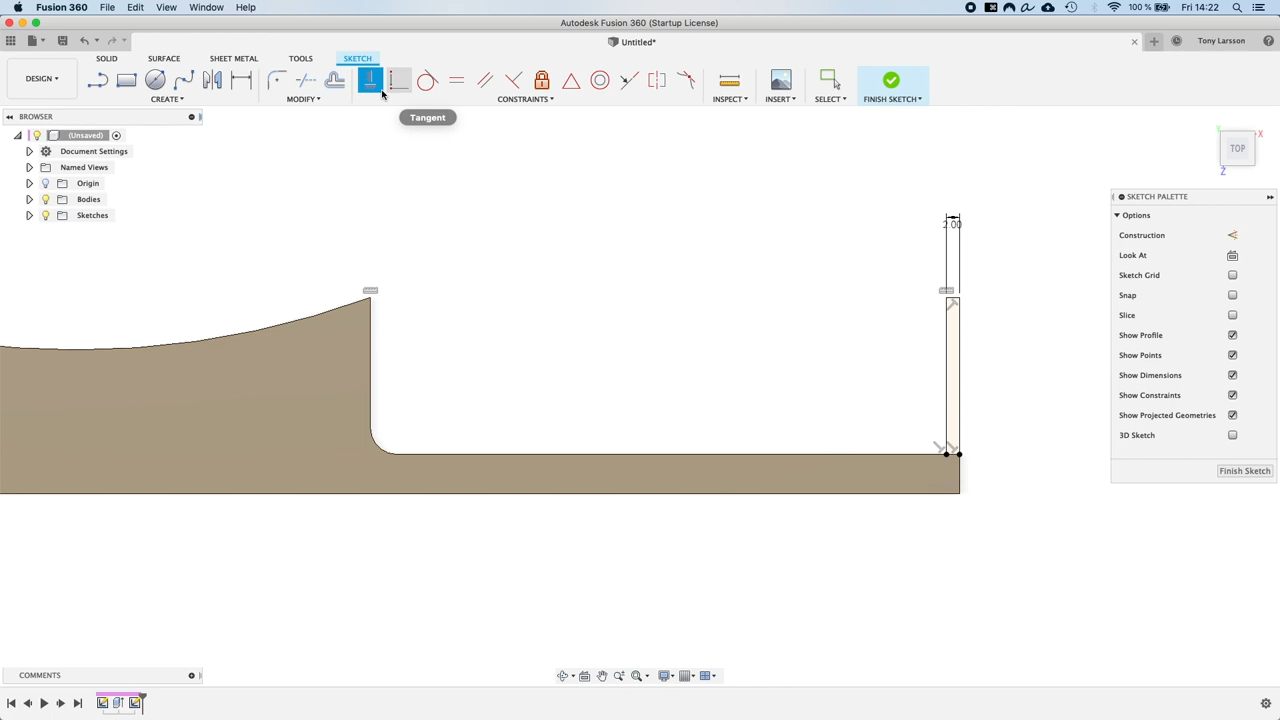 Fusion 360 File Edit View Window Help 100 % Fri 14:22
Autodesk Fusion 360 (Startup License)
Untitled* Tony Larsson
DESIGN SOLID SURFACE SHEET METAL TOOLS SKETCH
CREATE MODIFY CONSTRAINTS INSPECT INSERT SELECT FINISH SKETCH
BROWSER
Tangent
(Unsaved)
Document Settings
Named Views
Origin
Bodies
Sketches
TOP
X
Y
Z
2.00
SKETCH PALETTE
Options
Construction
Look At
Sketch Grid
Snap
Slice
Show Profile
Show Points
Show Dimensions
Show Constraints
Show Projected Geometries
3D Sketch
Finish Sketch
COMMENTS